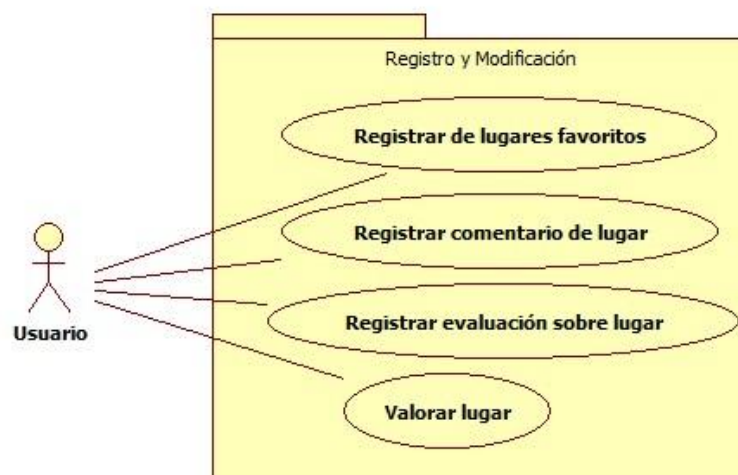 Registro y Modificación
Registrar de lugares favoritos
Registrar comentario de lugar
Usuario
Registrar evaluación sobre lugar
Valorar lugar